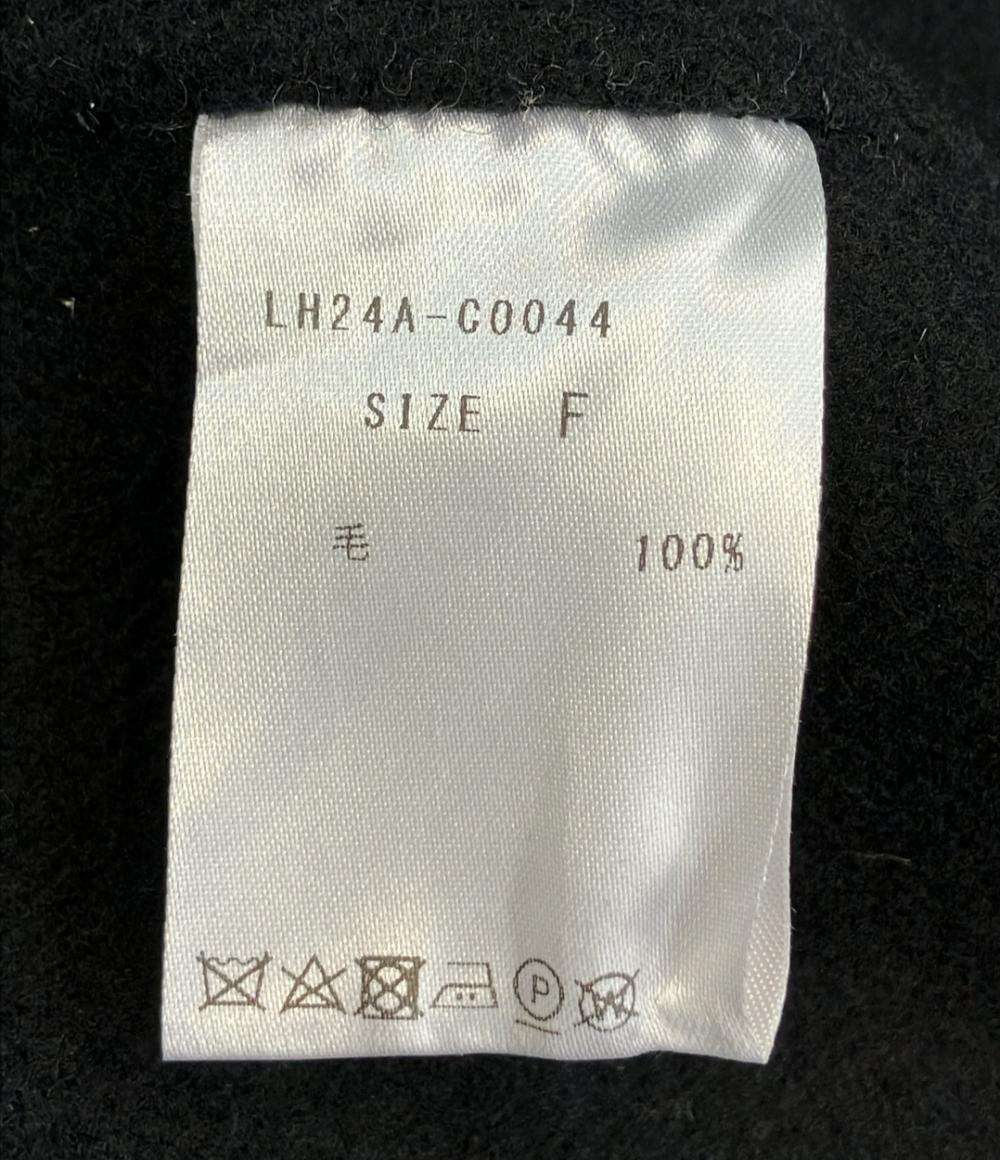 LH24A-C0044
SIZE F
毛 100%
P W